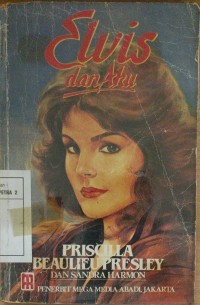 Elvis
dan Aku
PRISCILLA
BEAULIEU PRESLEY
DAN SANDRA HARMON
PENERBIT MEGA MEDIA ABADI, JAKARTA